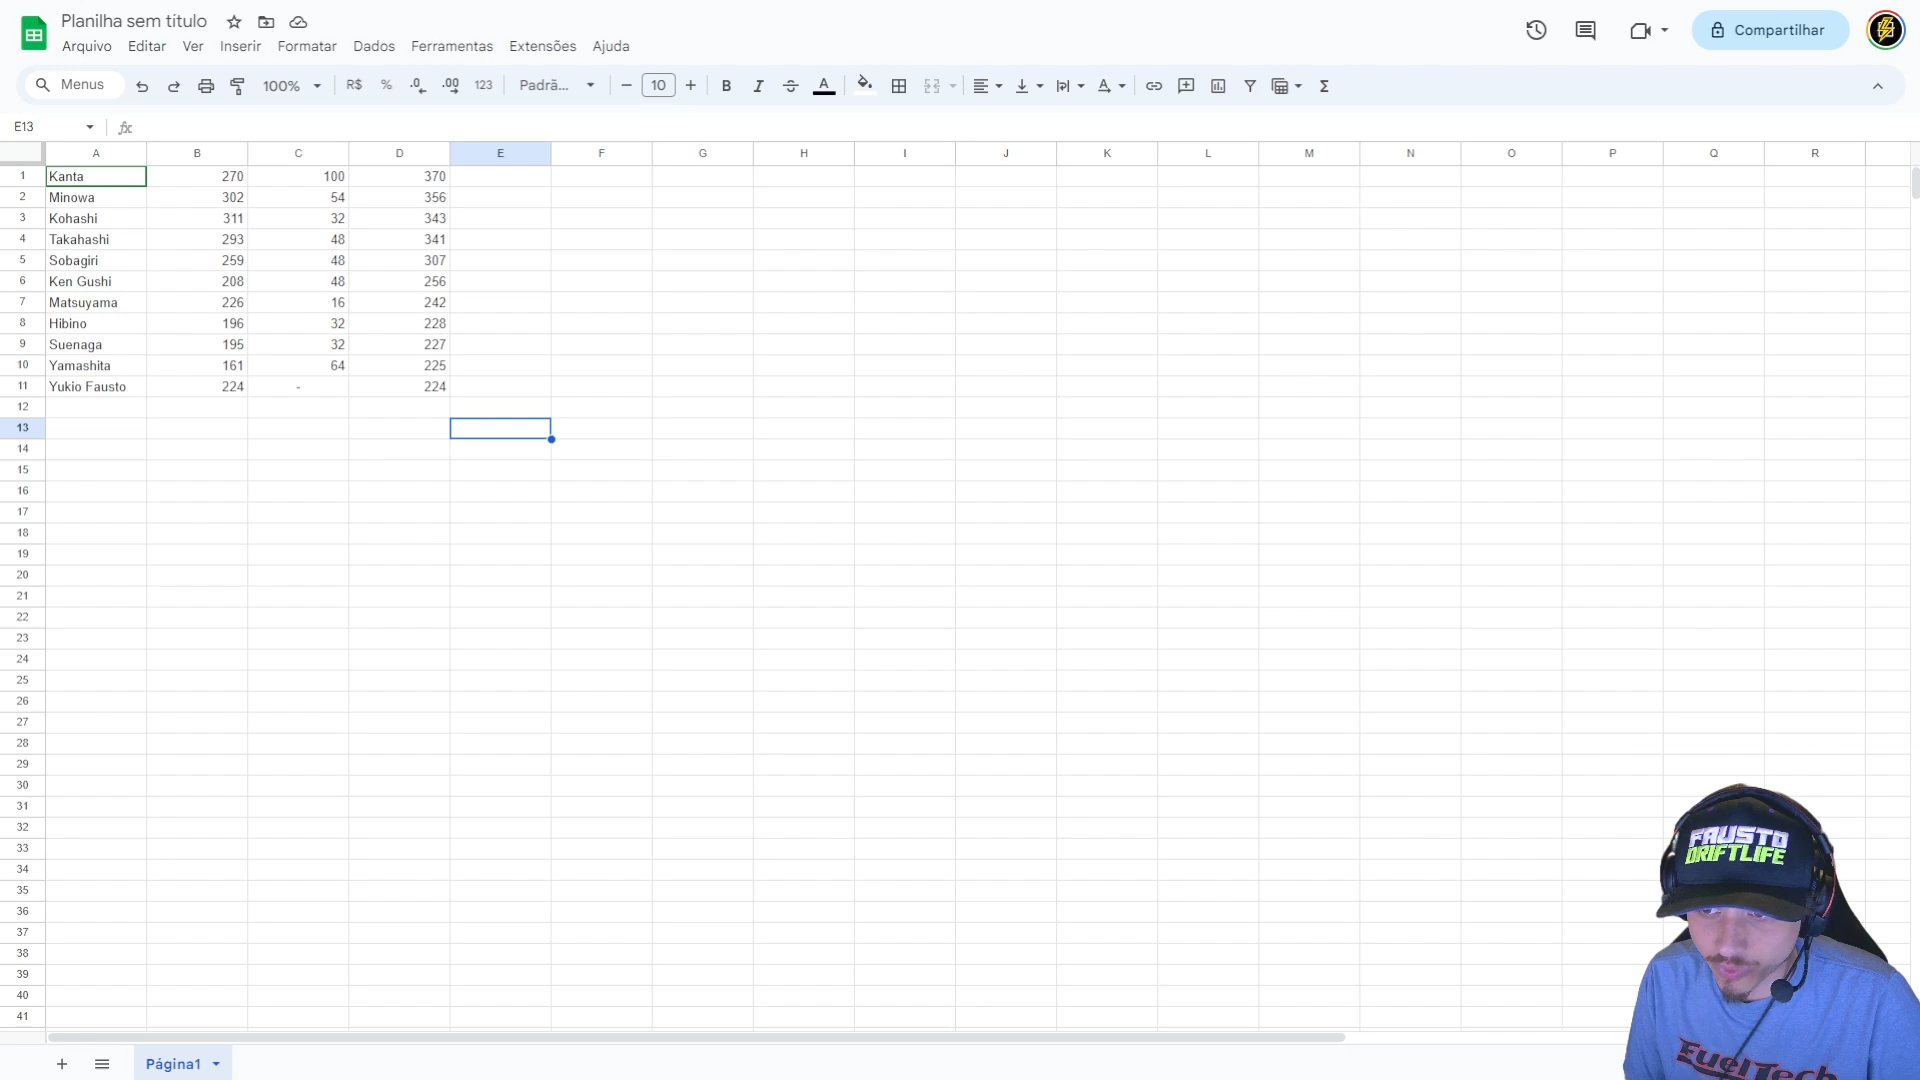 Planilha sem título
Arquivo Editar Ver Inserir Formatar Dados Ferramentas Extensões Ajuda
Compartilhar
Menus 100% R$ % .0 .00 123 Padrã... 10 B I A Σ
E13 fx
A B C D E F G H I J K L M N O P Q R
1 Kanta 270 100 370
2 Minowa 302 54 356
3 Kohashi 311 32 343
4 Takahashi 293 48 341
5 Sobagiri 259 48 307
6 Ken Gushi 208 48 256
7 Matsuyama 226 16 242
8 Hibino 196 32 228
9 Suenaga 195 32 227
10 Yamashita 161 64 225
11 Yukio Fausto 224 - 224
12
13
14
15
16
17
18
19
20
21
22
23
24
25
26
27
28
29
30
31
32
33
34
35
36
37
38
39
40
41
FAUSTO
DRIFTLIFE
FuelTech
Página1